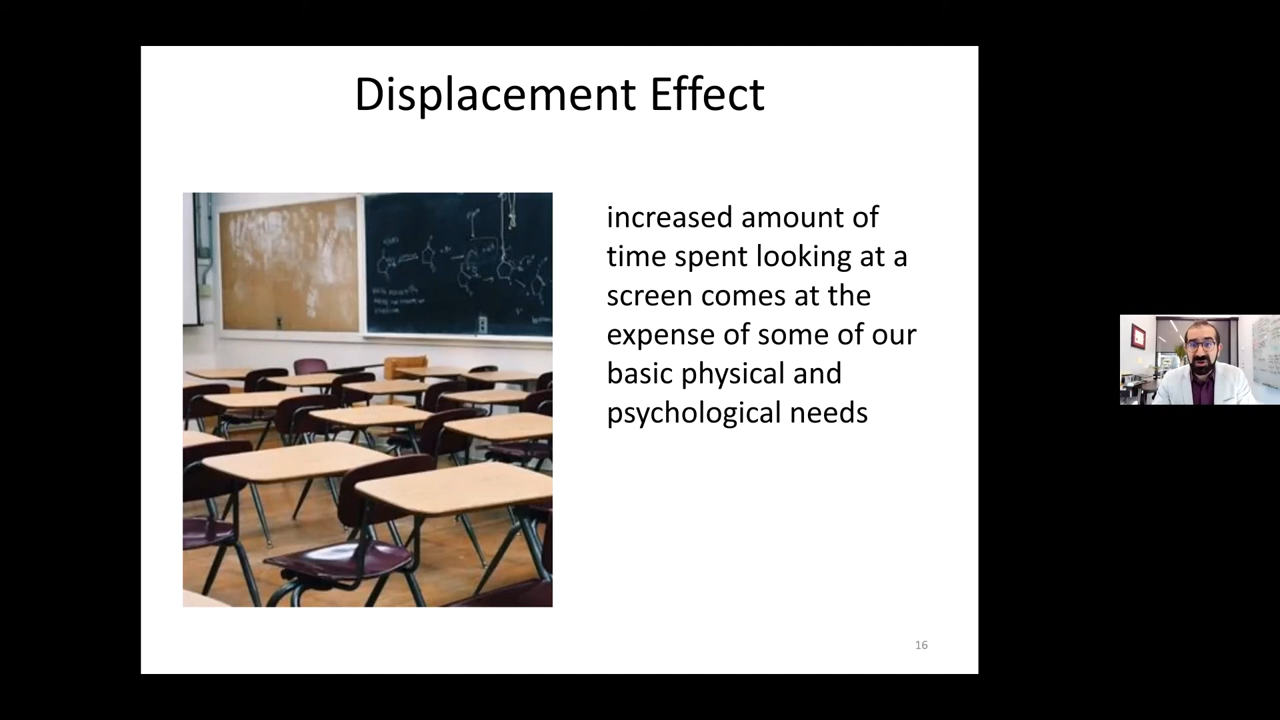 Displacement Effect
increased amount of
time spent looking at a
screen comes at the
expense of some of our
basic physical and
psychological needs
16